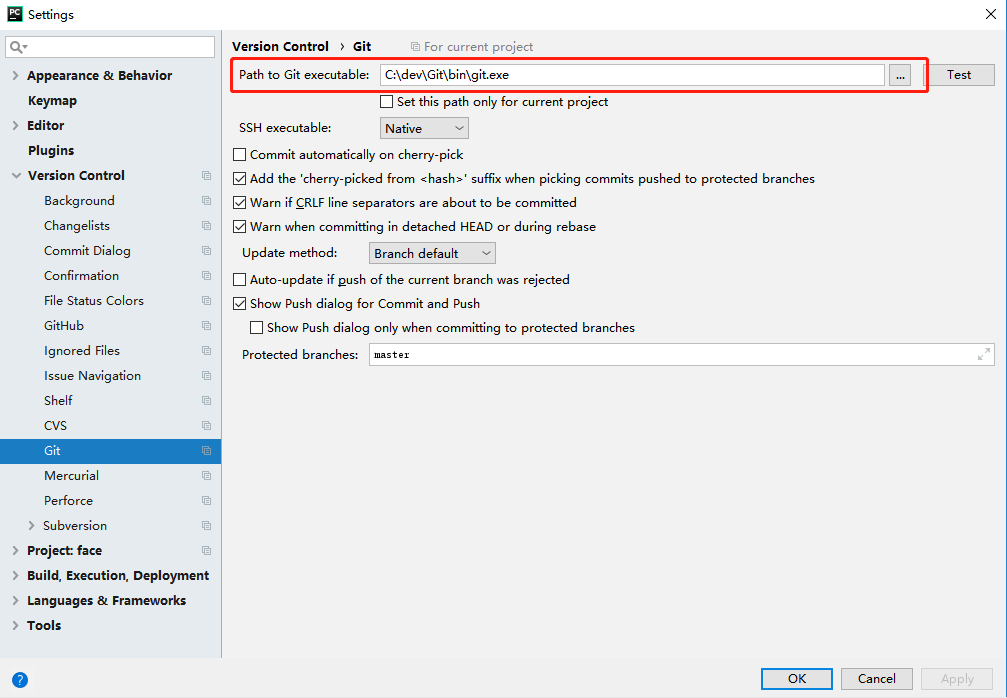 PC Settings
Appearance & Behavior
Keymap
Editor
Plugins
Version Control
Background
Changelists
Commit Dialog
Confirmation
File Status Colors
GitHub
Ignored Files
Issue Navigation
Shelf
CVS
Git
Mercurial
Perforce
Subversion
Project: face
Build, Execution, Deployment
Languages & Frameworks
Tools
Version Control › Git For current project
Path to Git executable: C:\dev\Git\bin\git.exe ... Test
Set this path only for current project
SSH executable: Native
Commit automatically on cherry-pick
Add the 'cherry-picked from <hash>' suffix when picking commits pushed to protected branches
Warn if CRLF line separators are about to be committed
Warn when committing in detached HEAD or during rebase
Update method: Branch default
Auto-update if push of the current branch was rejected
Show Push dialog for Commit and Push
Show Push dialog only when committing to protected branches
Protected branches: master
? OK Cancel Apply